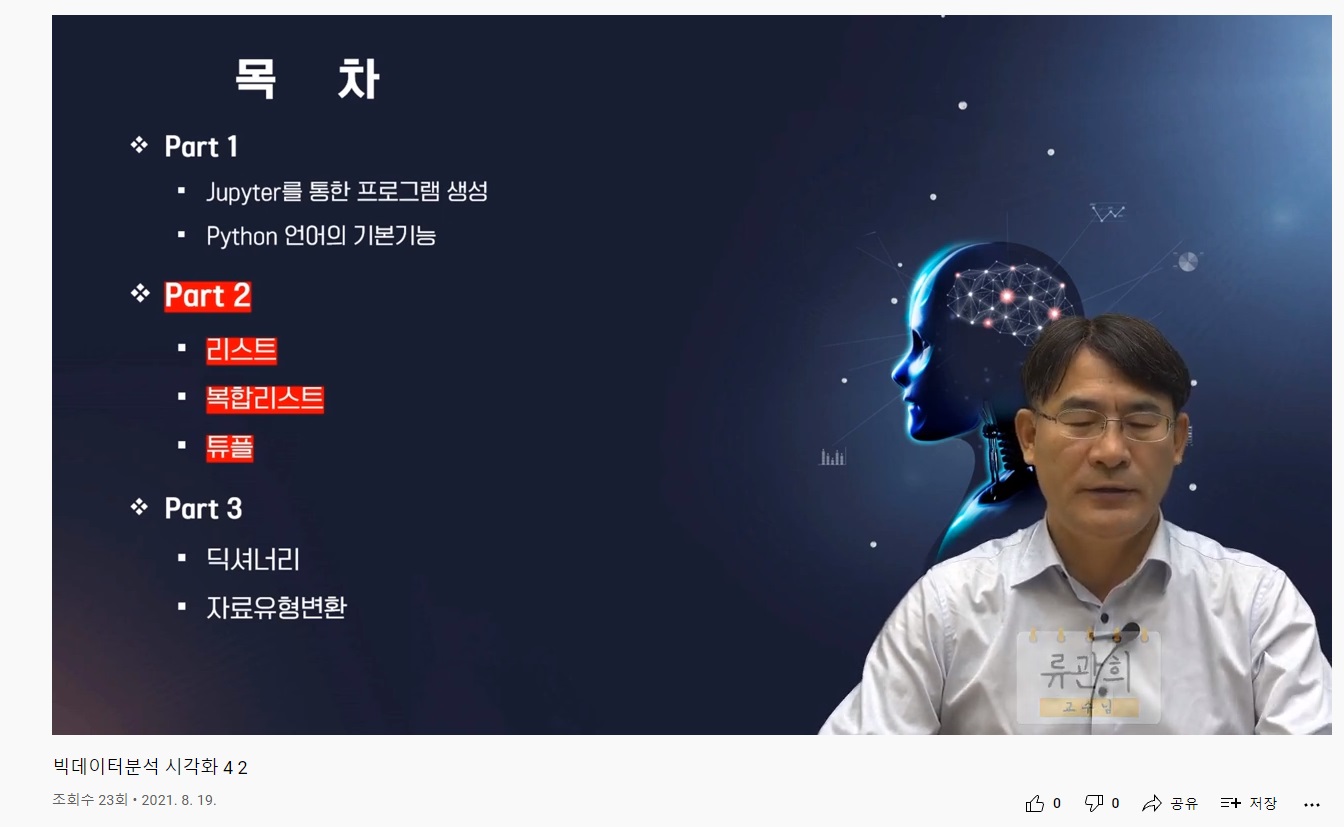 목 차
❖ Part 1
▪ Jupyter를 통한 프로그램 생성
▪ Python 언어의 기본기능
❖ Part 2
▪ 리스트
▪ 복합리스트
▪ 튜플
❖ Part 3
▪ 딕셔너리
▪ 자료유형변환
류관희
교수님
빅데이터분석 시각화 4 2
조회수 23회 • 2021. 8. 19.
0 0 공유 저장 ...